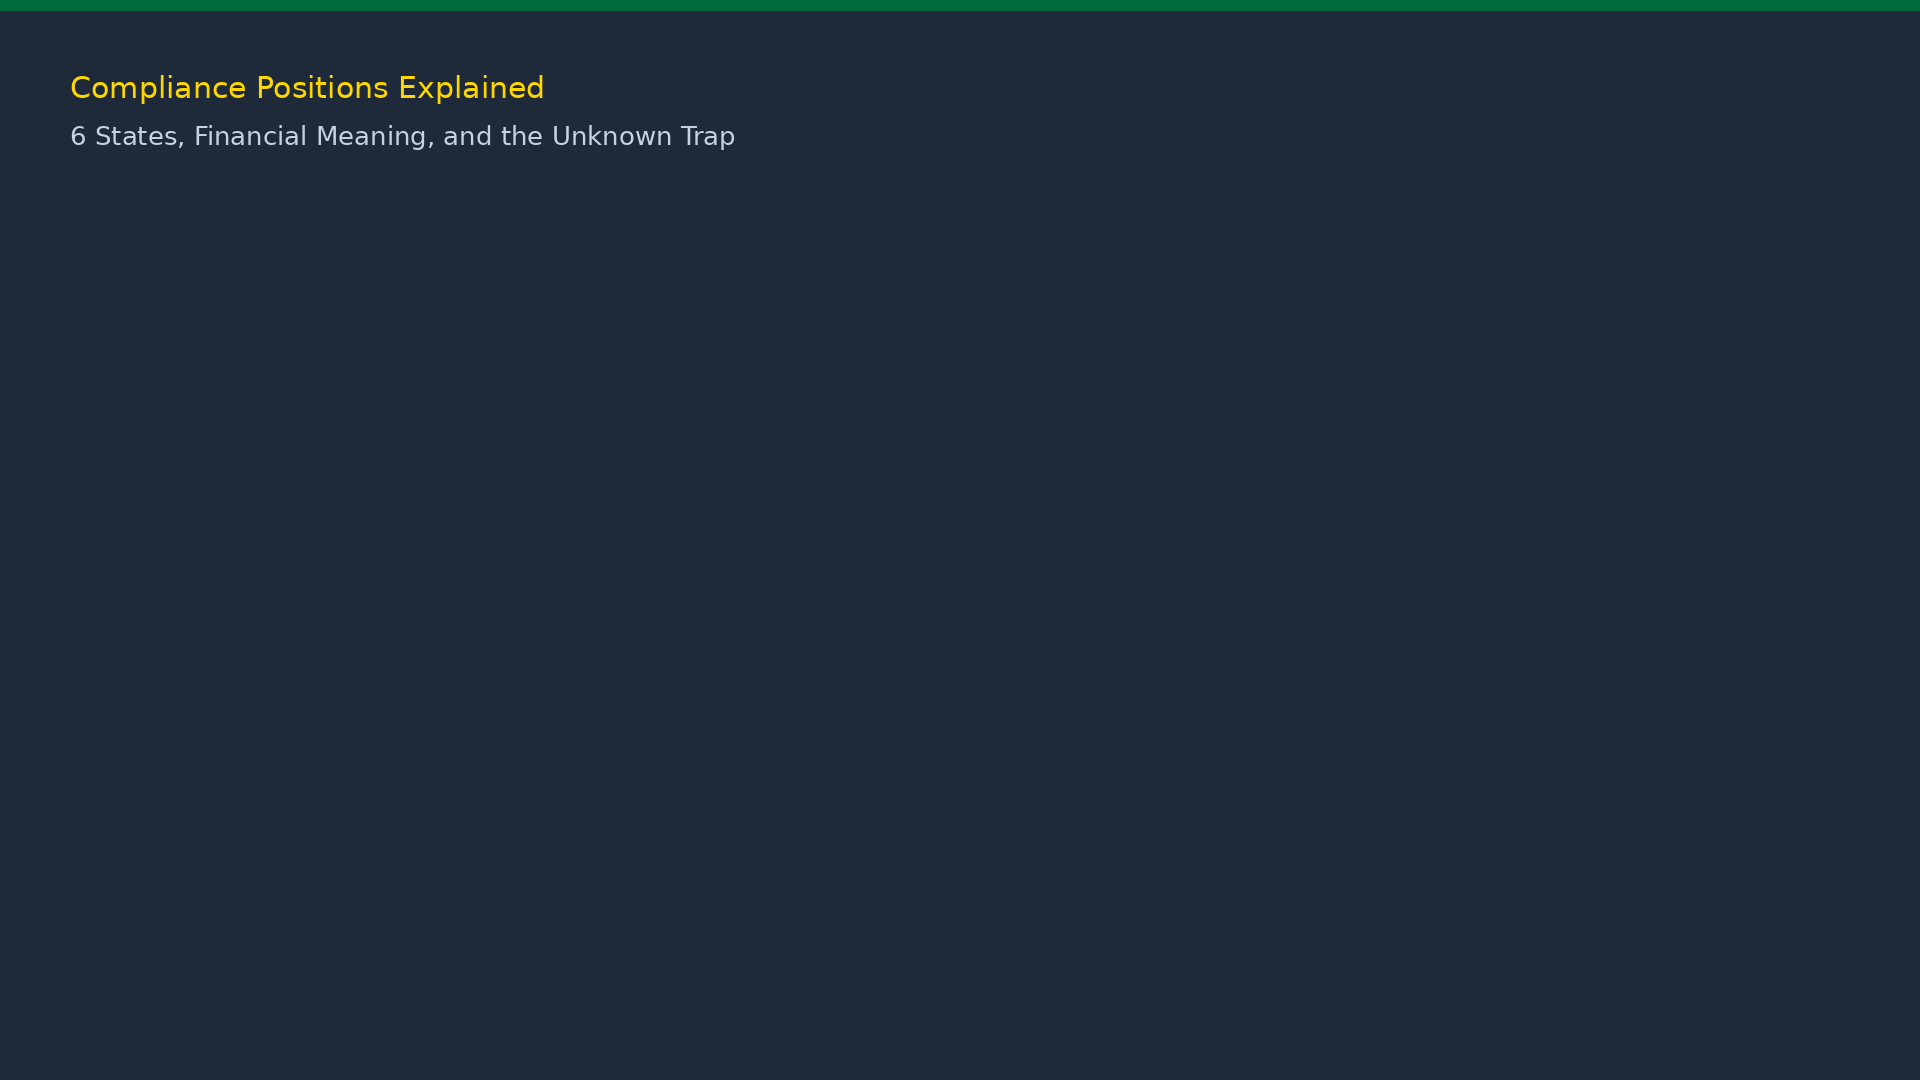 Compliance Positions Explained
6 States, Financial Meaning, and the Unknown Trap